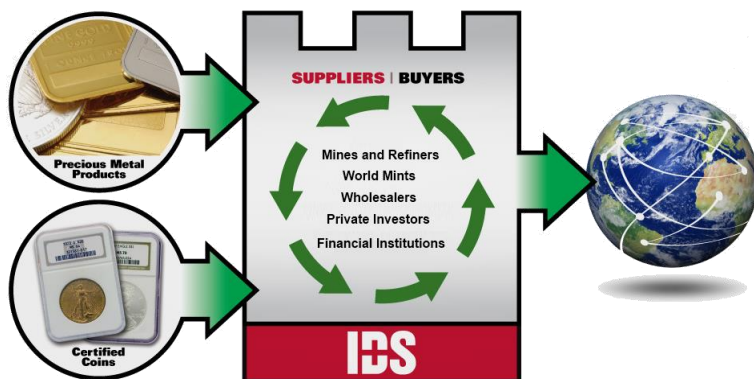 Precious Metal
Products
Certified
Coins
SUPPLIERS | BUYERS
Mines and Refiners
World Mints
Wholesalers
Private Investors
Financial Institutions
IDS